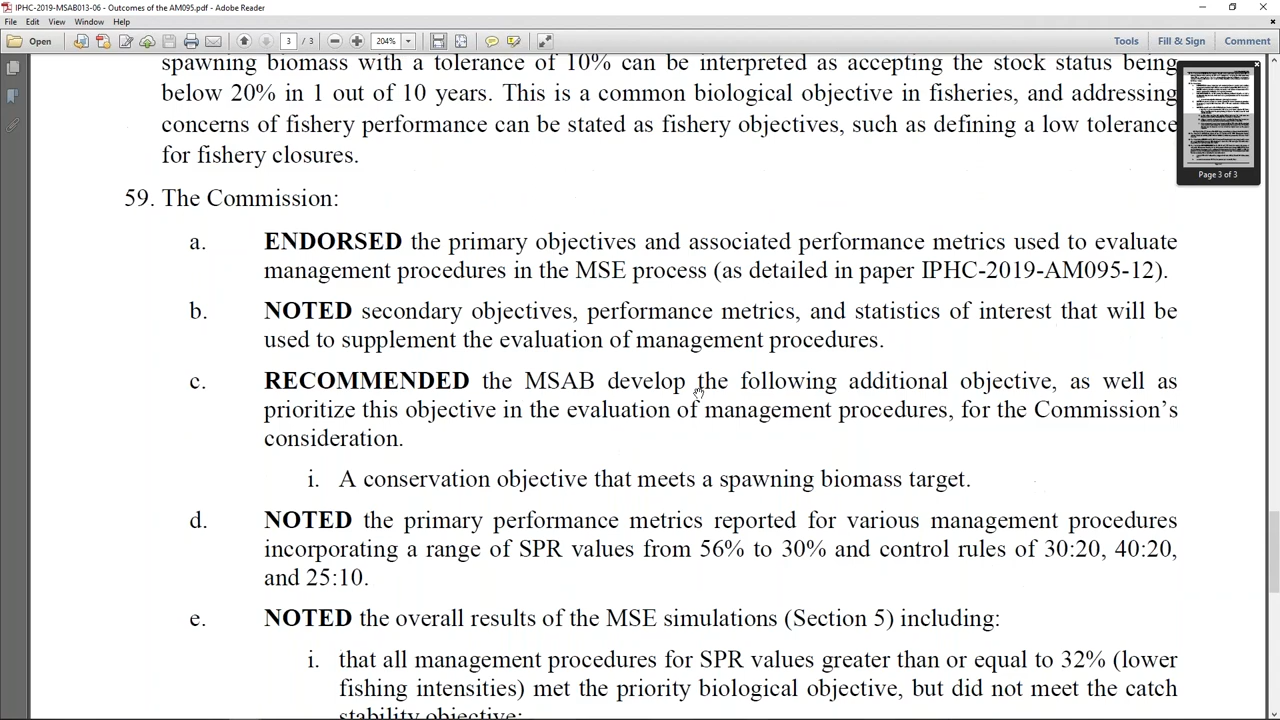 IPHC-2019-MSAB013-06 - Outcomes of the AM095.pdf - Adobe Reader
File Edit View Window Help
Open 3 / 3 204% Tools Fill & Sign Comment
spawning biomass with a tolerance of 10% can be interpreted as accepting the stock status being
below 20% in 1 out of 10 years. This is a common biological objective in fisheries, and addressing
concerns of fishery performance can be stated as fishery objectives, such as defining a low tolerance
for fishery closures.
Page 3 of 3
59. The Commission:
a. ENDORSED the primary objectives and associated performance metrics used to evaluate
management procedures in the MSE process (as detailed in paper IPHC-2019-AM095-12).
b. NOTED secondary objectives, performance metrics, and statistics of interest that will be
used to supplement the evaluation of management procedures.
c. RECOMMENDED the MSAB develop the following additional objective, as well as
prioritize this objective in the evaluation of management procedures, for the Commission's
consideration.
i. A conservation objective that meets a spawning biomass target.
d. NOTED the primary performance metrics reported for various management procedures
incorporating a range of SPR values from 56% to 30% and control rules of 30:20, 40:20,
and 25:10.
e. NOTED the overall results of the MSE simulations (Section 5) including:
i. that all management procedures for SPR values greater than or equal to 32% (lower
fishing intensities) met the priority biological objective, but did not meet the catch
stability objective;